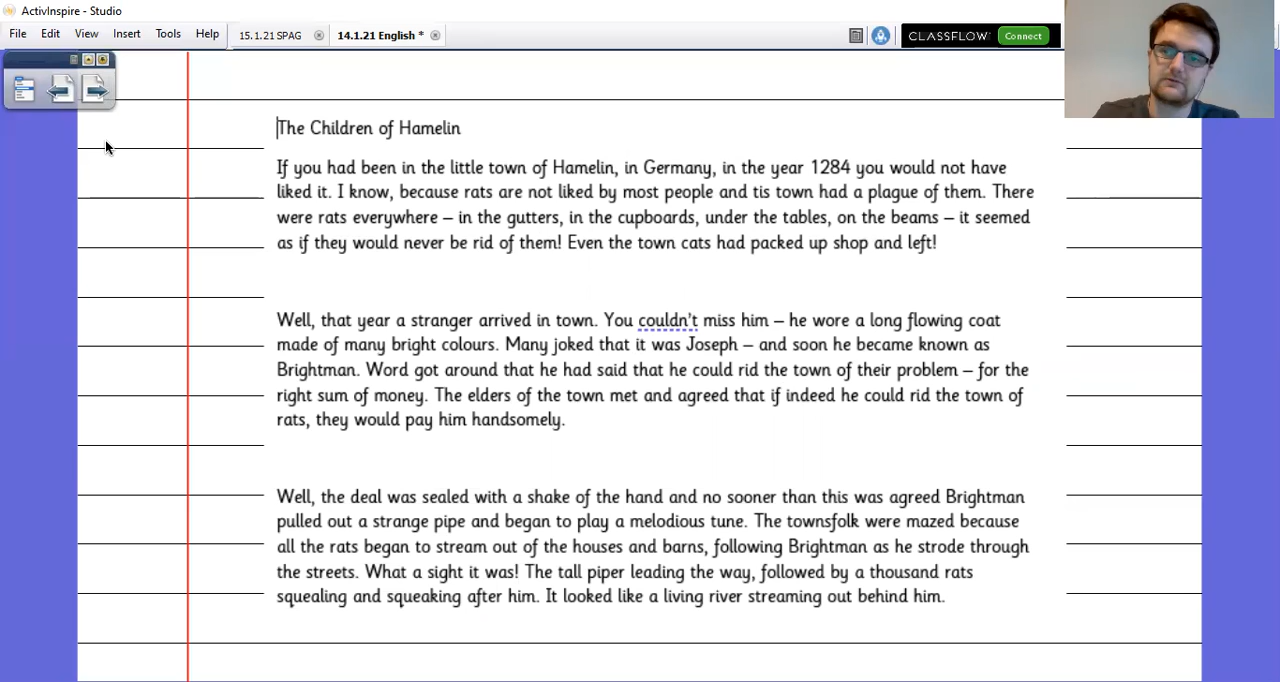 ActivInspire - Studio
File Edit View Insert Tools Help 15.1.21 SPAG 14.1.21 English * CLASSFLOW Connect
The Children of Hamelin
If you had been in the little town of Hamelin, in Germany, in the year 1284 you would not have
liked it. I know, because rats are not liked by most people and tis town had a plague of them. There
were rats everywhere – in the gutters, in the cupboards, under the tables, on the beams – it seemed
as if they would never be rid of them! Even the town cats had packed up shop and left!
Well, that year a stranger arrived in town. You couldn't miss him – he wore a long flowing coat
made of many bright colours. Many joked that it was Joseph – and soon he became known as
Brightman. Word got around that he had said that he could rid the town of their problem – for the
right sum of money. The elders of the town met and agreed that if indeed he could rid the town of
rats, they would pay him handsomely.
Well, the deal was sealed with a shake of the hand and no sooner than this was agreed Brightman
pulled out a strange pipe and began to play a melodious tune. The townsfolk were mazed because
all the rats began to stream out of the houses and barns, following Brightman as he strode through
the streets. What a sight it was! The tall piper leading the way, followed by a thousand rats
squealing and squeaking after him. It looked like a living river streaming out behind him.